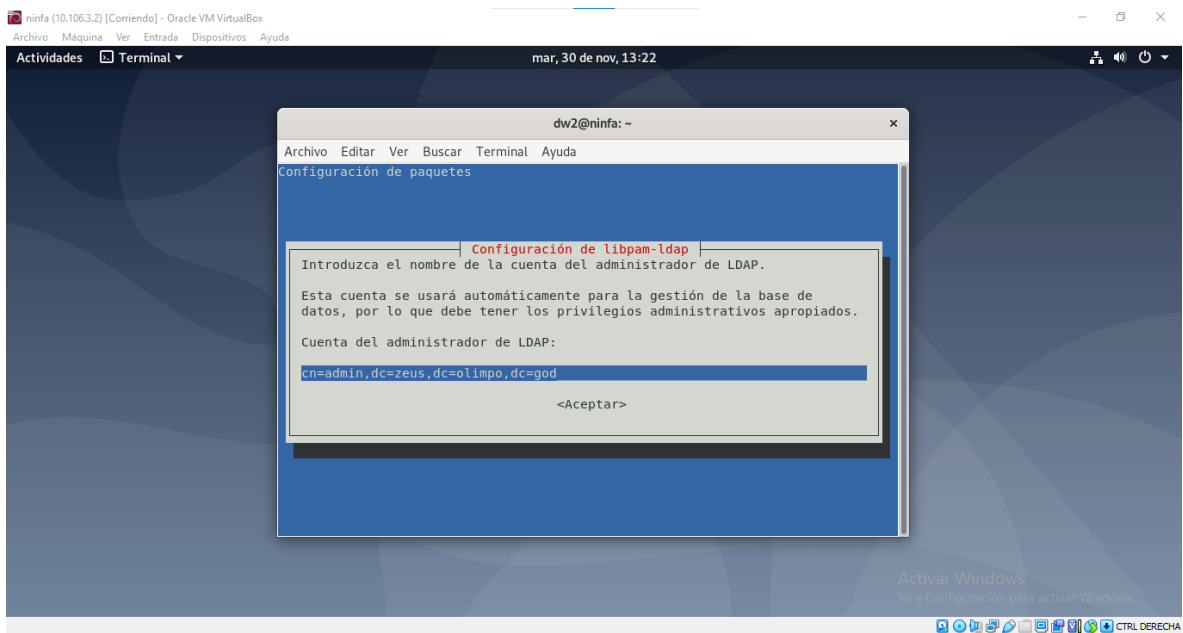 ninfa (10.106.3.2) [Corriendo] - Oracle VM VirtualBox
Archivo Máquina Ver Entrada Dispositivos Ayuda
Actividades Terminal mar, 30 de nov, 13:22
dw2@ninfa: ~
Archivo Editar Ver Buscar Terminal Ayuda
Configuración de paquetes
Configuración de libpam-ldap
Introduzca el nombre de la cuenta del administrador de LDAP.
Esta cuenta se usará automáticamente para la gestión de la base de
datos, por lo que debe tener los privilegios administrativos apropiados.
Cuenta del administrador de LDAP:
cn=admin,dc=zeus,dc=olimpo,dc=god
<Aceptar>
Activar Windows
Ve a Configuración para activar Windows.
CTRL DERECHA